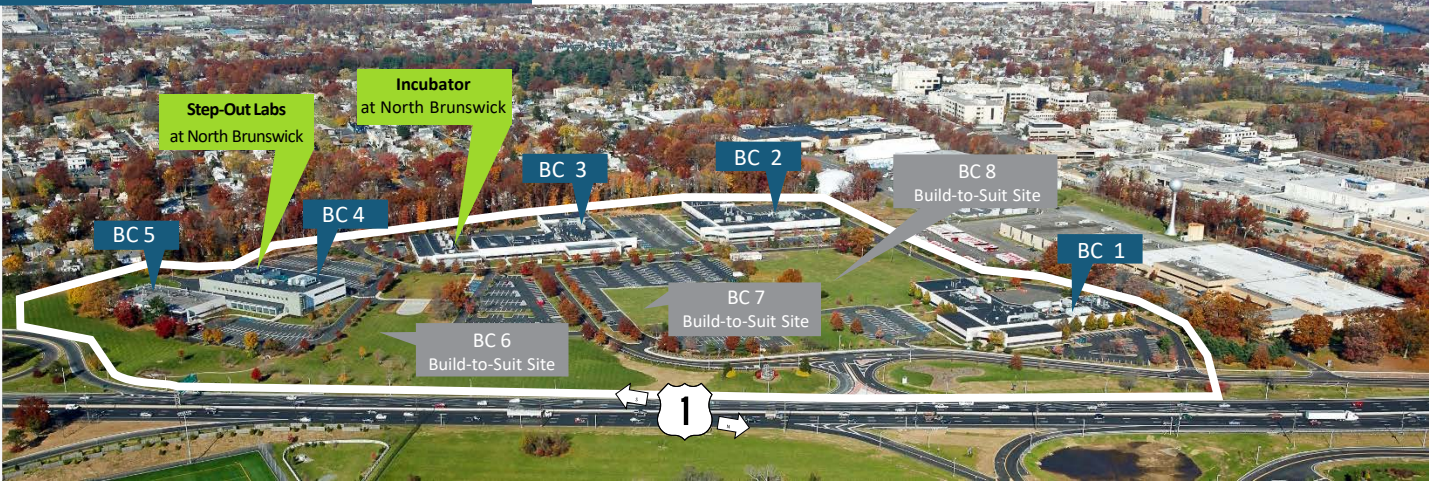 Step-Out Labs
at North Brunswick
Incubator
at North Brunswick
BC 5
BC 4
BC 3
BC 2
BC 8
Build-to-Suit Site
BC 1
BC 7
Build-to-Suit Site
BC 6
Build-to-Suit Site
1